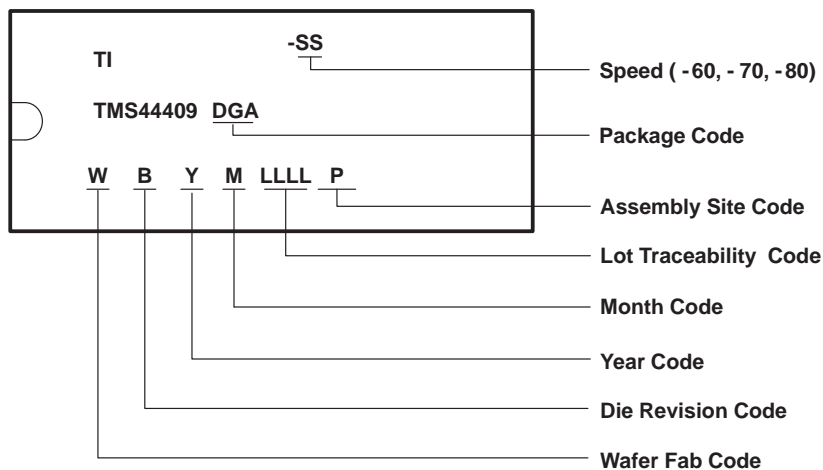 TI -SS
Speed ( -60, - 70, -80)
TMS44409 DGA
Package Code
W B Y M LLLL P
Assembly Site Code
Lot Traceability Code
Month Code
Year Code
Die Revision Code
Wafer Fab Code